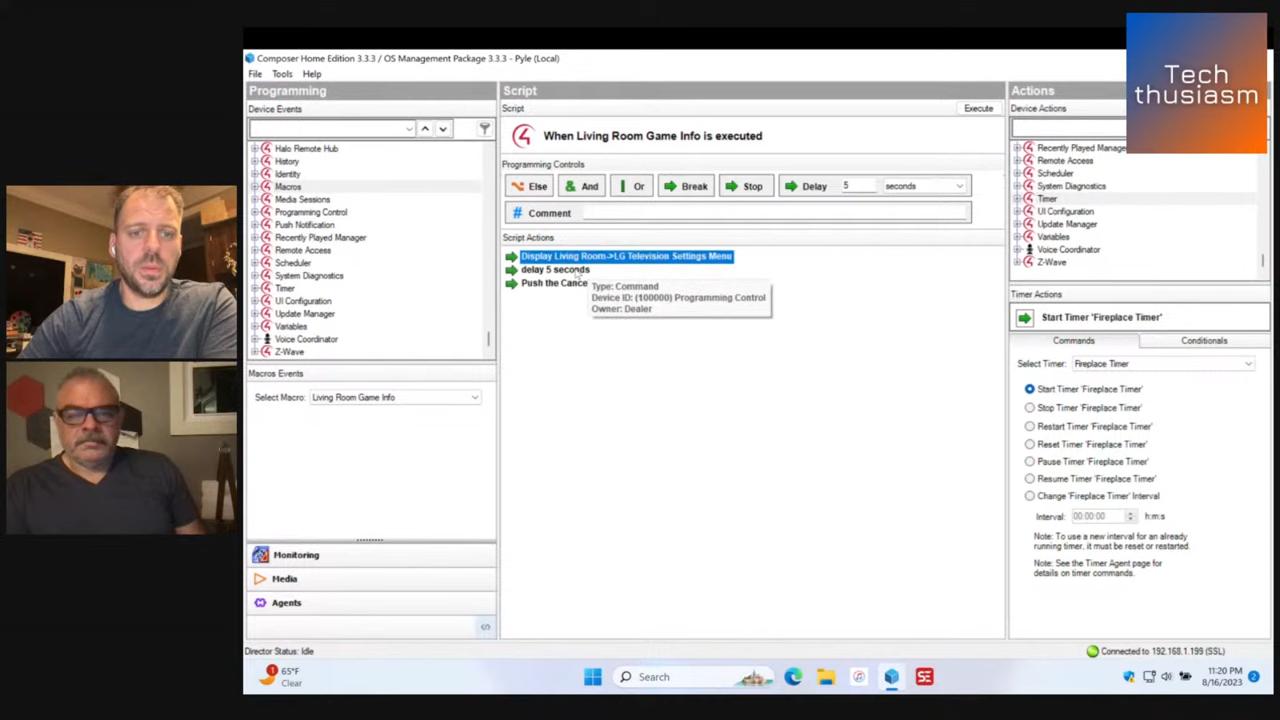 Composer Home Edition 3.3.3 / OS Management Package 3.3.3 - Pyle (Local)
File Tools Help
Tech
thusiasm
Programming
Device Events
Halo Remote Hub
History
Identity
Macros
Media Sessions
Programming Control
Push Notification
Recently Played Manager
Remote Access
Scheduler
System Diagnostics
Timer
UI Configuration
Update Manager
Variables
Voice Coordinator
Z-Wave
Macros Events
Select Macro: Living Room Game Info
Monitoring
Media
Agents
Script
Script
Execute
When Living Room Game Info is executed
Programming Controls
Else And Or Break Stop Delay 5 seconds
# Comment
Script Actions
Display Living Room->LG Television Settings Menu
delay 5 seconds
Push the Cance
Type: Command
Device ID: (100000) Programming Control
Owner: Dealer
Actions
Device Actions
Recently Played Manage
Remote Access
Scheduler
System Diagnostics
Timer
UI Configuration
Update Manager
Variables
Voice Coordinator
Z-Wave
Timer Actions
Start Timer 'Fireplace Timer'
Commands Conditionals
Select Timer: Fireplace Timer
Start Timer 'Fireplace Timer'
Stop Timer 'Fireplace Timer'
Restart Timer 'Fireplace Timer'
Reset Timer 'Fireplace Timer'
Pause Timer 'Fireplace Timer'
Resume Timer 'Fireplace Timer'
Change 'Fireplace Timer' Interval
Interval: 00:00:00 h:m:s
Note: To use a new interval for an already
running timer, it must be reset or restarted.
Note: See the Timer Agent page for
details on timer commands.
Director Status: Idle
Connected to 192.168.1.199 (SSL)
1
65°F
Clear
Search
SE
11:20 PM
8/16/2023
2